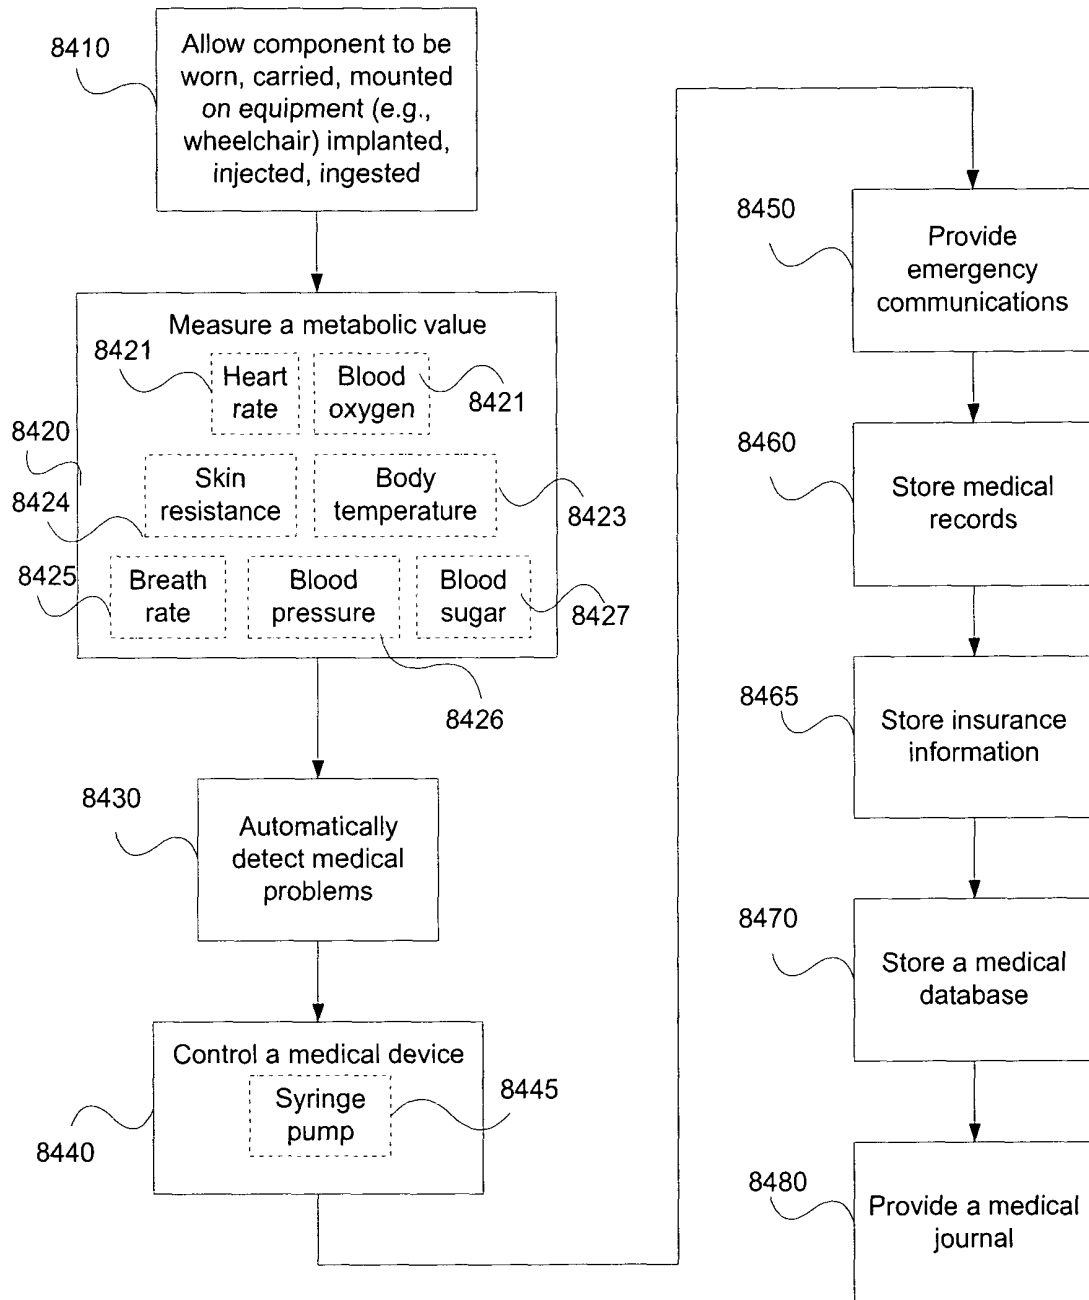 8410
Allow component to be
worn, carried, mounted
on equipment (e.g.,
wheelchair) implanted,
injected, ingested
Measure a metabolic value
8421
Heart
rate
Blood
oxygen
8421
8420
8424
Skin
resistance
Body
temperature
8423
8425
Breath
rate
Blood
pressure
Blood
sugar
8427
8426
8430
Automatically
detect medical
problems
Control a medical device
Syringe
pump
8445
8440
8450
Provide
emergency
communications
8460
Store medical
records
8465
Store insurance
information
8470
Store a medical
database
8480
Provide a medical
journal